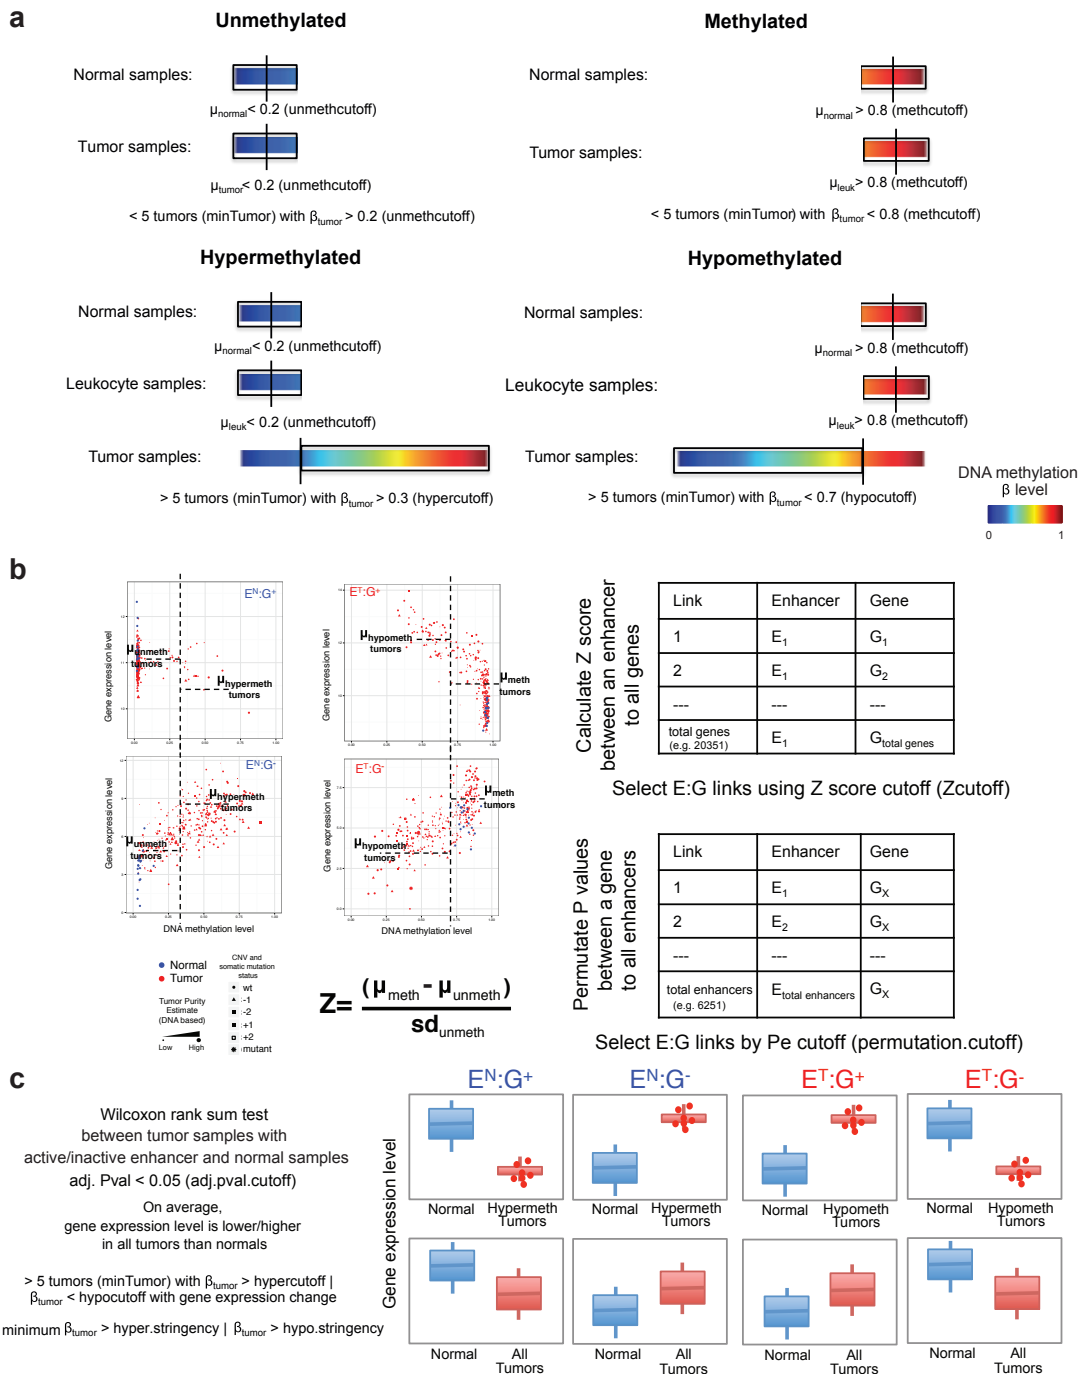 a
Unmethylated
Normal samples:
μnormal< 0.2 (unmethcutoff)
Tumor samples:
μtumor< 0.2 (unmethcutoff)
< 5 tumors (minTumor) with βtumor > 0.2 (unmethcutoff)
Methylated
Normal samples:
μnormal > 0.8 (methcutoff)
Tumor samples:
μleuk > 0.8 (methcutoff)
< 5 tumors (minTumor) with βtumor < 0.8 (methcutoff)
Hypermethylated
Normal samples:
μnormal< 0.2 (unmethcutoff)
Leukocyte samples:
μleuk< 0.2 (unmethcutoff)
Tumor samples:
> 5 tumors (minTumor) with βtumor > 0.3 (hypercutoff)
Hypomethylated
Normal samples:
μnormal > 0.8 (methcutoff)
Leukocyte samples:
μleuk > 0.8 (methcutoff)
Tumor samples:
> 5 tumors (minTumor) with βtumor < 0.7 (hypocutoff)
DNA methylation
β level
0 1
b
EN:G+
μunmeth
tumors
μhypermeth
tumors
Gene expression level
ET:G+
μhypometh
tumors
μmeth
tumors
Gene expression level
EN:G-
μhypermeth
tumors
μunmeth
tumors
Gene expression level
DNA methylation level
ET:G-
μmeth
tumors
μhypometh
tumors
Gene expression level
DNA methylation level
Normal
Tumor
Tumor Purity
Estimate
(DNA based)
Low High
CNV and
somatic mutation
status
wt
-1
-2
+1
+2
mutant
Z= (μmeth - μunmeth)
sdunmeth
Calculate Z score
between an enhancer
to all genes
Link Enhancer Gene
1 E1 G1
2 E1 G2
--- --- ---
total genes
(e.g. 20351) E1 Gtotal genes
Select E:G links using Z score cutoff (Zcutoff)
Permutate P values
between a gene
to all enhancers
Link Enhancer Gene
1 E1 GX
2 E2 GX
--- --- ---
total enhancers
(e.g. 6251) Etotal enhancers GX
Select E:G links by Pe cutoff (permutation.cutoff)
c
Wilcoxon rank sum test
between tumor samples with
active/inactive enhancer and normal samples
adj. Pval < 0.05 (adj.pval.cutoff)
On average,
gene expression level is lower/higher
in all tumors than normals
> 5 tumors (minTumor) with βtumor > hypercutoff |
βtumor < hypocutoff with gene expression change
minimum βtumor > hyper.stringency | βtumor > hypo.stringency
Gene expression level
EN:G+ EN:G- ET:G+ ET:G-
Normal Hypermeth
Tumors
Normal Hypermeth
Tumors
Normal Hypometh
Tumors
Normal Hypometh
Tumors
Normal All
Tumors
Normal All
Tumors
Normal All
Tumors
Normal All
Tumors